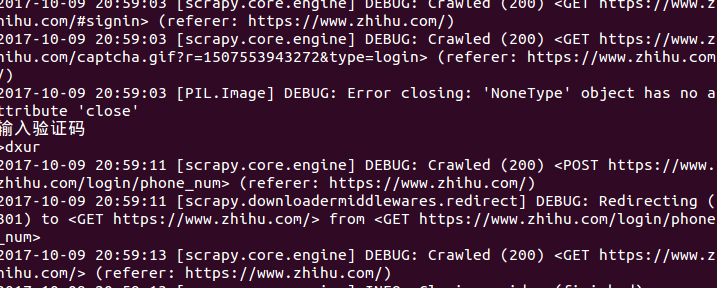 2017-10-09 20:59:03 [scrapy.core.engine] DEBUG: Crawled (200) <GET https://www.z
hihu.com/#signin> (referer: https://www.zhihu.com/)
2017-10-09 20:59:03 [scrapy.core.engine] DEBUG: Crawled (200) <GET https://www.z
hihu.com/captcha.gif?r=1507553943272&type=login> (referer: https://www.zhihu.com
/)
2017-10-09 20:59:03 [PIL.Image] DEBUG: Error closing: 'NoneType' object has no a
ttribute 'close'
输入验证码
>dxur
2017-10-09 20:59:11 [scrapy.core.engine] DEBUG: Crawled (200) <POST https://www.
zhihu.com/login/phone_num> (referer: https://www.zhihu.com/)
2017-10-09 20:59:11 [scrapy.downloadermiddlewares.redirect] DEBUG: Redirecting (
301) to <GET https://www.zhihu.com/> from <GET https://www.zhihu.com/login/phone
_num>
2017-10-09 20:59:13 [scrapy.core.engine] DEBUG: Crawled (200) <GET https://www.z
hihu.com/> (referer: https://www.zhihu.com/)